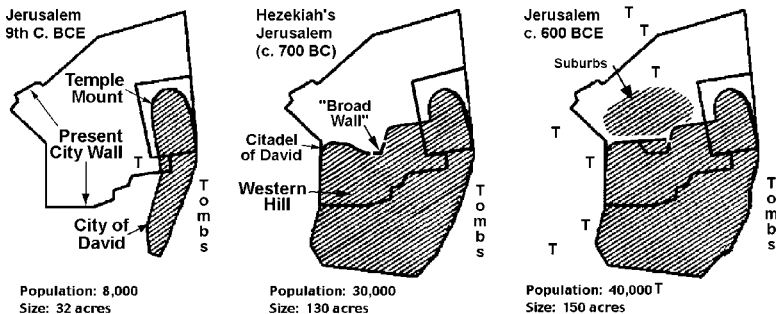 Jerusalem
9th C. BCE
Temple
Mount
Present
City Wall
T
City of
David
Tombs
Population: 8,000
Size: 32 acres
Hezekiah's
Jerusalem
(c. 700 BC)
"Broad
Wall"
Citadel
of David
Western
Hill
Tombs
Population: 30,000
Size: 130 acres
Jerusalem
c. 600 BCE
T
T
Suburbs
T
T
T
T
T
Tombs
Population: 40,000 T
Size: 150 acres